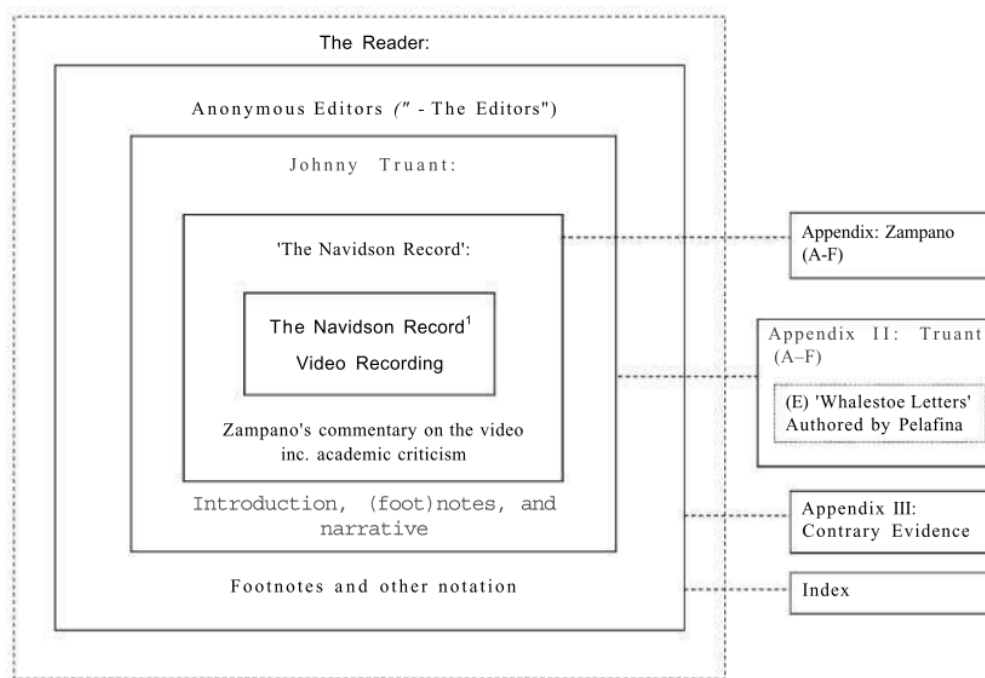 The Reader:
Anonymous Editors (" - The Editors")
Johnny Truant:
'The Navidson Record':
The Navidson Record¹
Video Recording
Zampano's commentary on the video
inc. academic criticism
Introduction, (foot)notes, and
narrative
Footnotes and other notation
Appendix: Zampano
(A-F)
Appendix II: Truant
(A–F)
(E) 'Whalestoe Letters'
Authored by Pelafina
Appendix III:
Contrary Evidence
Index